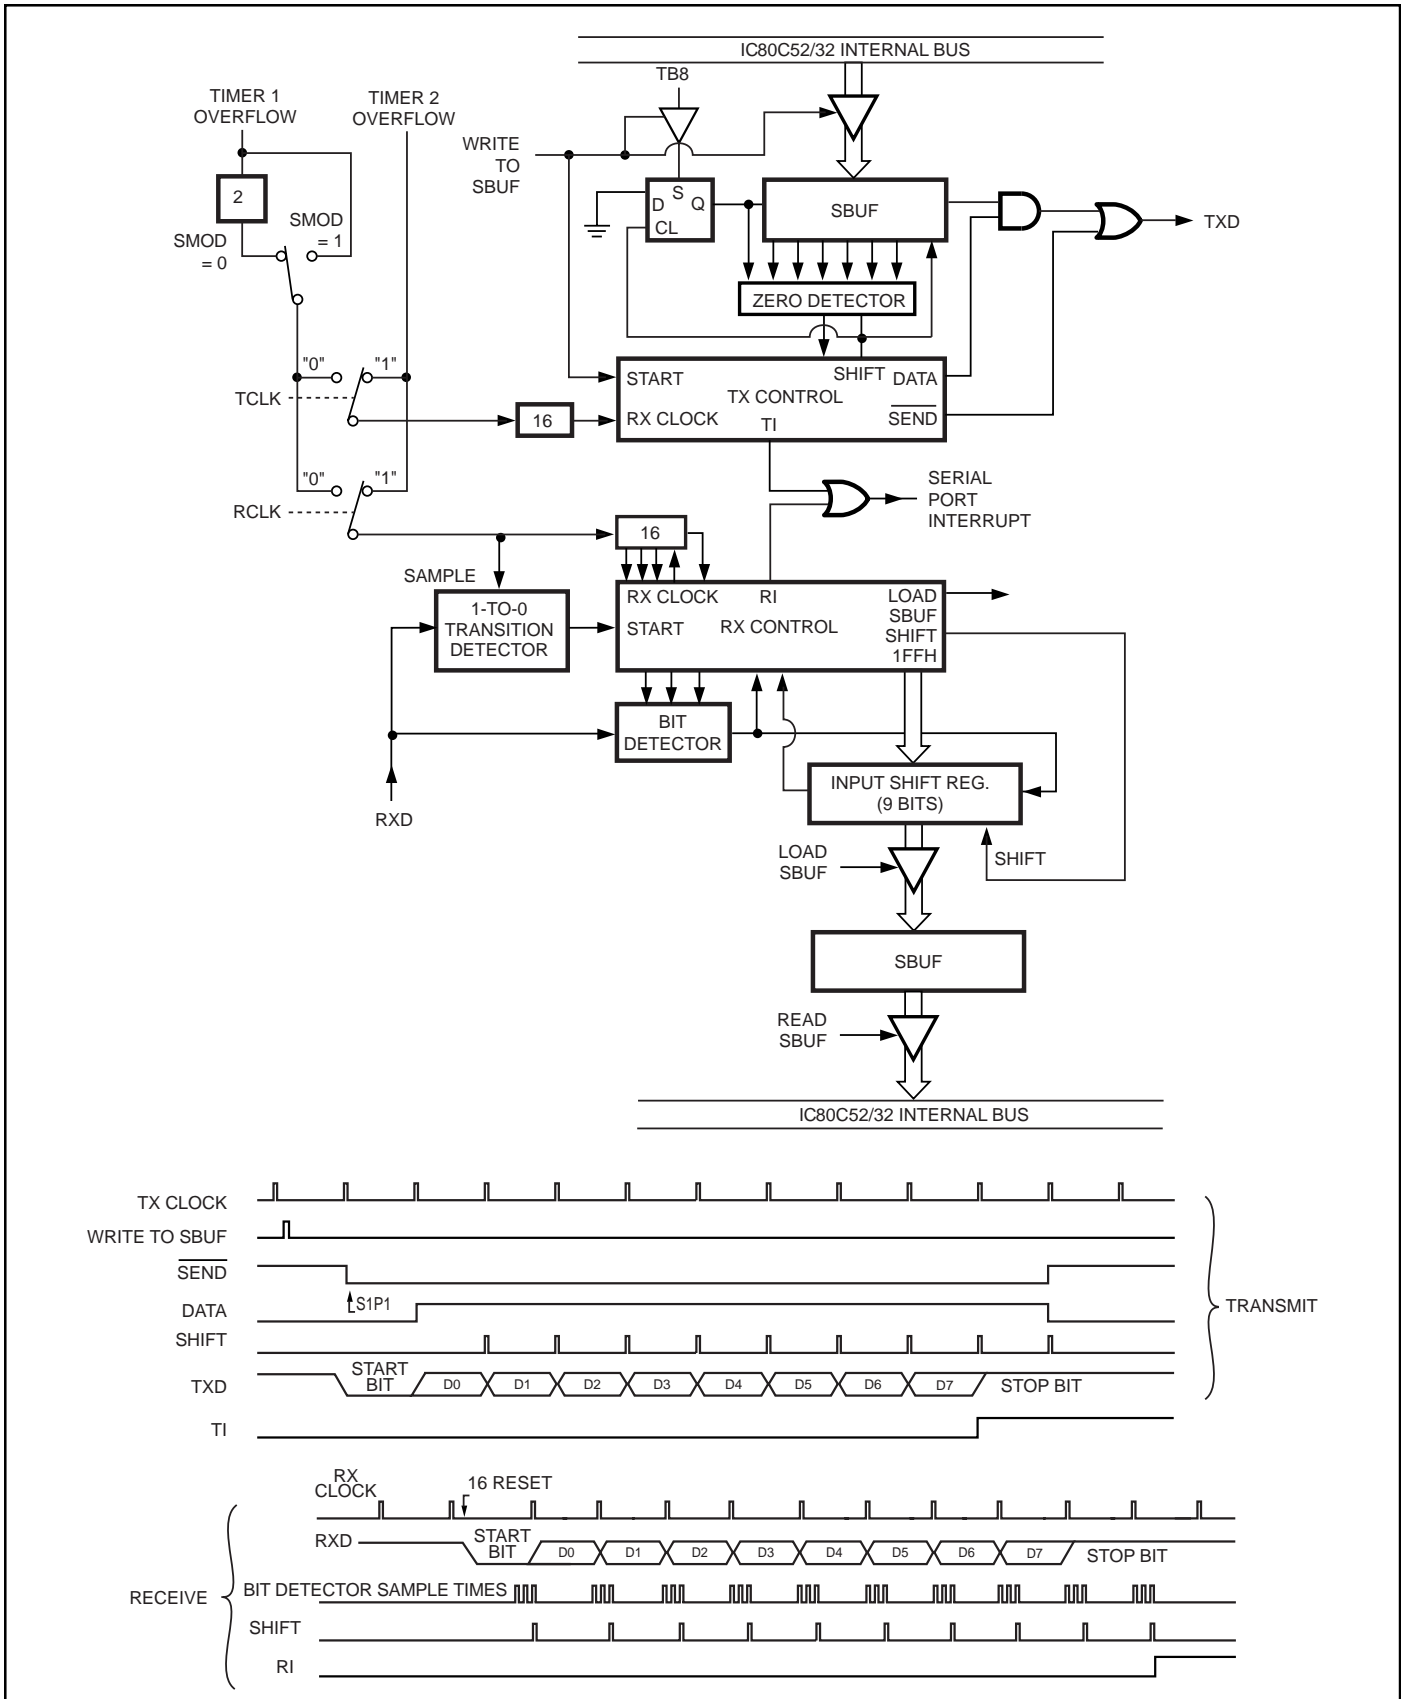 IC80C52/32 INTERNAL BUS
TB8
TIMER 1
OVERFLOW
TIMER 2
OVERFLOW
WRITE
TO
SBUF
2
SMOD
= 1
SMOD
= 0
S
D
Q
CL
SBUF
TXD
ZERO DETECTOR
"0"
"1"
TCLK
16
START
SHIFT
DATA
TX CONTROL
RX CLOCK
TI
SEND
"0"
"1"
RCLK
SERIAL
PORT
INTERRUPT
16
SAMPLE
1-TO-0
TRANSITION
DETECTOR
RX CLOCK
RI
LOAD
SBUF
START
RX CONTROL
SHIFT
1FFH
BIT
DETECTOR
RXD
INPUT SHIFT REG.
(9 BITS)
LOAD
SBUF
SHIFT
SBUF
READ
SBUF
IC80C52/32 INTERNAL BUS
TX CLOCK
WRITE TO SBUF
SEND
S1P1
DATA
TRANSMIT
SHIFT
TXD
START
BIT
D0 D1 D2 D3 D4 D5 D6 D7 STOP BIT
TI
RX
CLOCK
16 RESET
RXD
START
BIT
D0 D1 D2 D3 D4 D5 D6 D7 STOP BIT
RECEIVE
BIT DETECTOR SAMPLE TIMES
SHIFT
RI